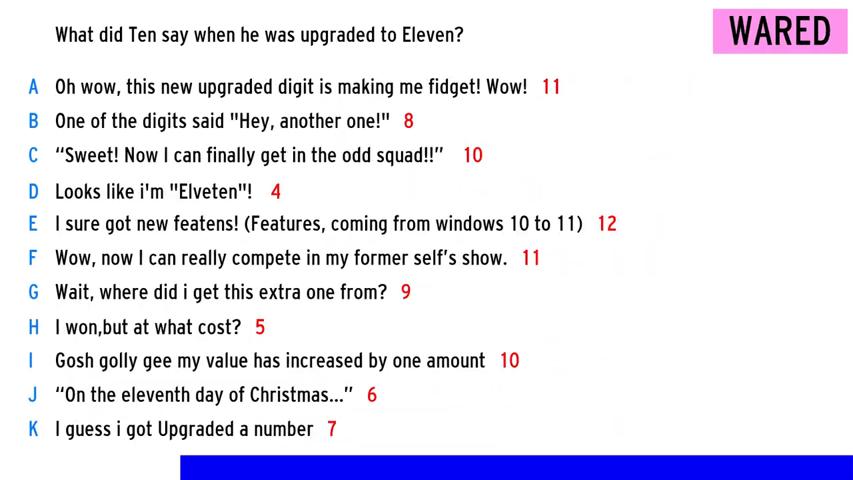 What did Ten say when he was upgraded to Eleven?
WARED
A Oh wow, this new upgraded digit is making me fidget! Wow! 11
B One of the digits said "Hey, another one!" 8
C “Sweet! Now I can finally get in the odd squad!!” 10
D Looks like i'm "Elveten"! 4
E I sure got new featens! (Features, coming from windows 10 to 11) 12
F Wow, now I can really compete in my former self's show. 11
G Wait, where did i get this extra one from? 9
H I won,but at what cost? 5
I Gosh golly gee my value has increased by one amount 10
J “On the eleventh day of Christmas...” 6
K I guess i got Upgraded a number 7